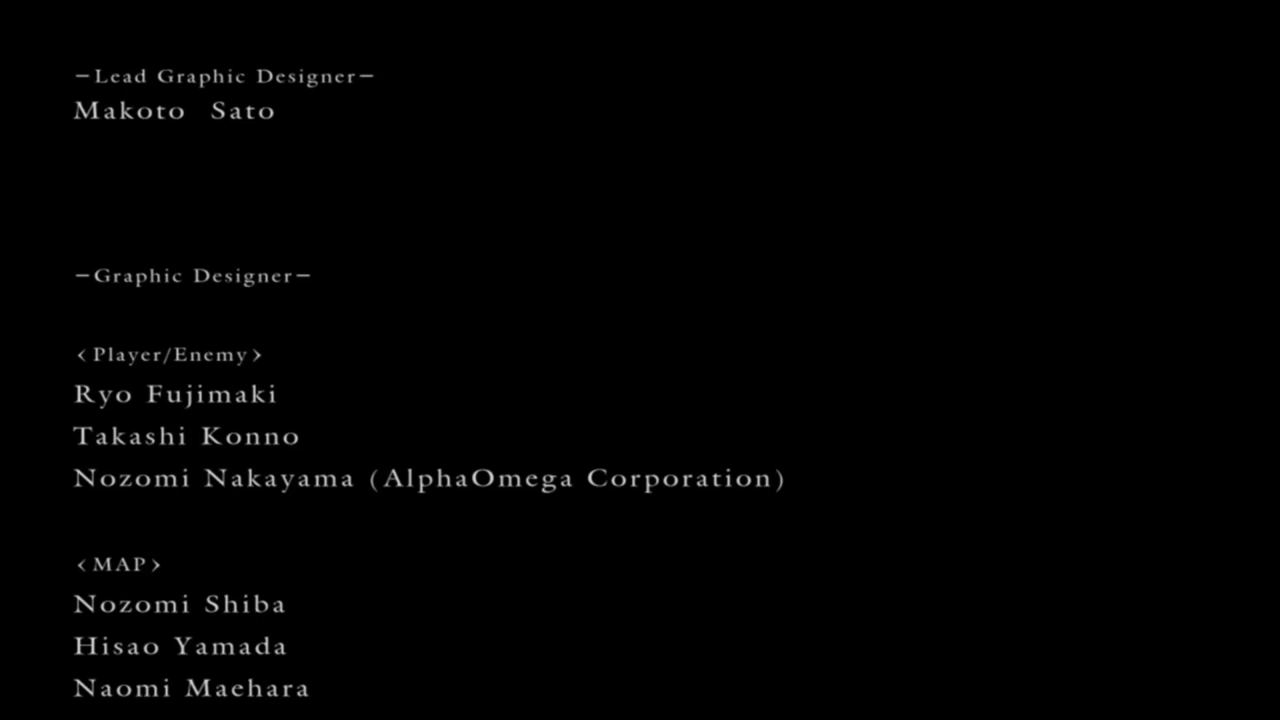 －Lead Graphic Designer－
Makoto Sato
－Graphic Designer－
‹Player/Enemy›
Ryo Fujimaki
Takashi Konno
Nozomi Nakayama (AlphaOmega Corporation)
‹MAP›
Nozomi Shiba
Hisao Yamada
Naomi Maehara